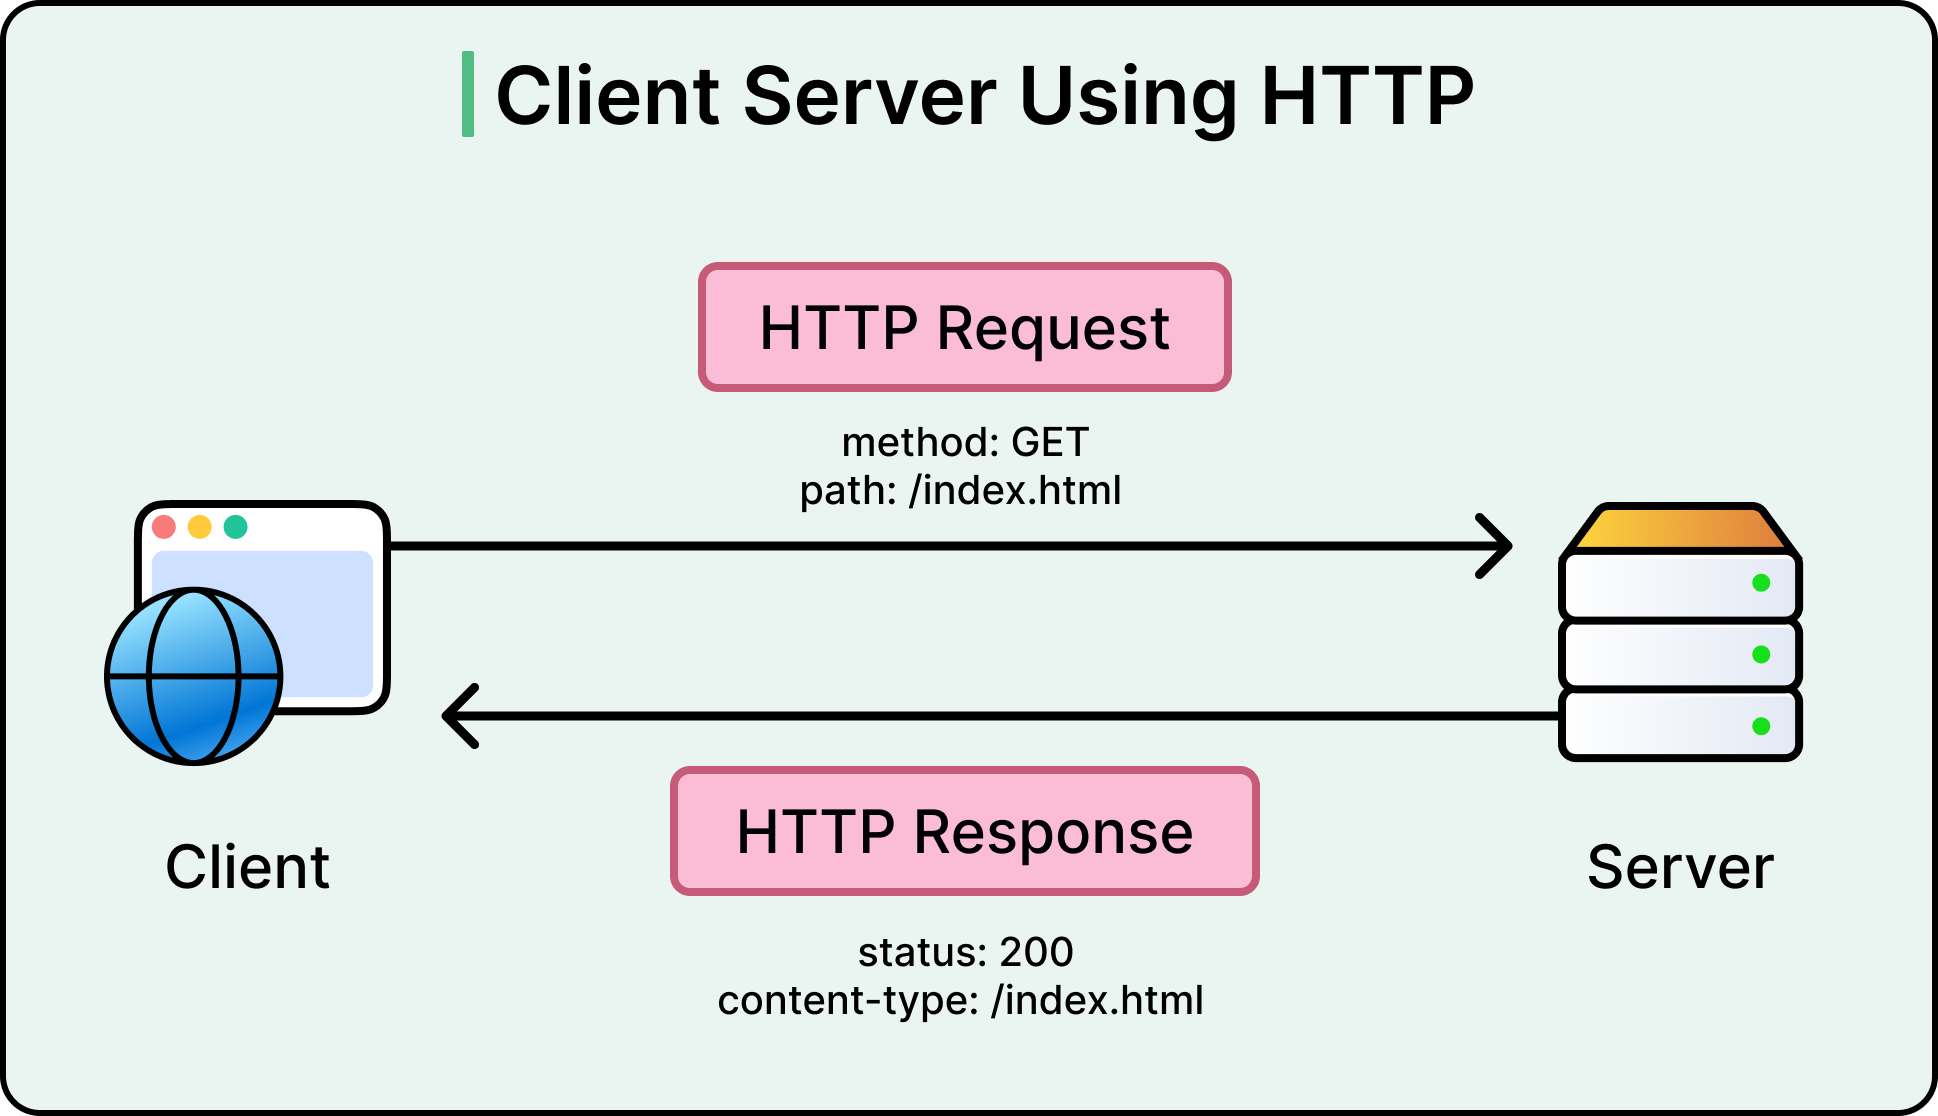 Client Server Using HTTP
HTTP Request
method: GET
path: /index.html
Client
Server
HTTP Response
status: 200
content-type: /index.html